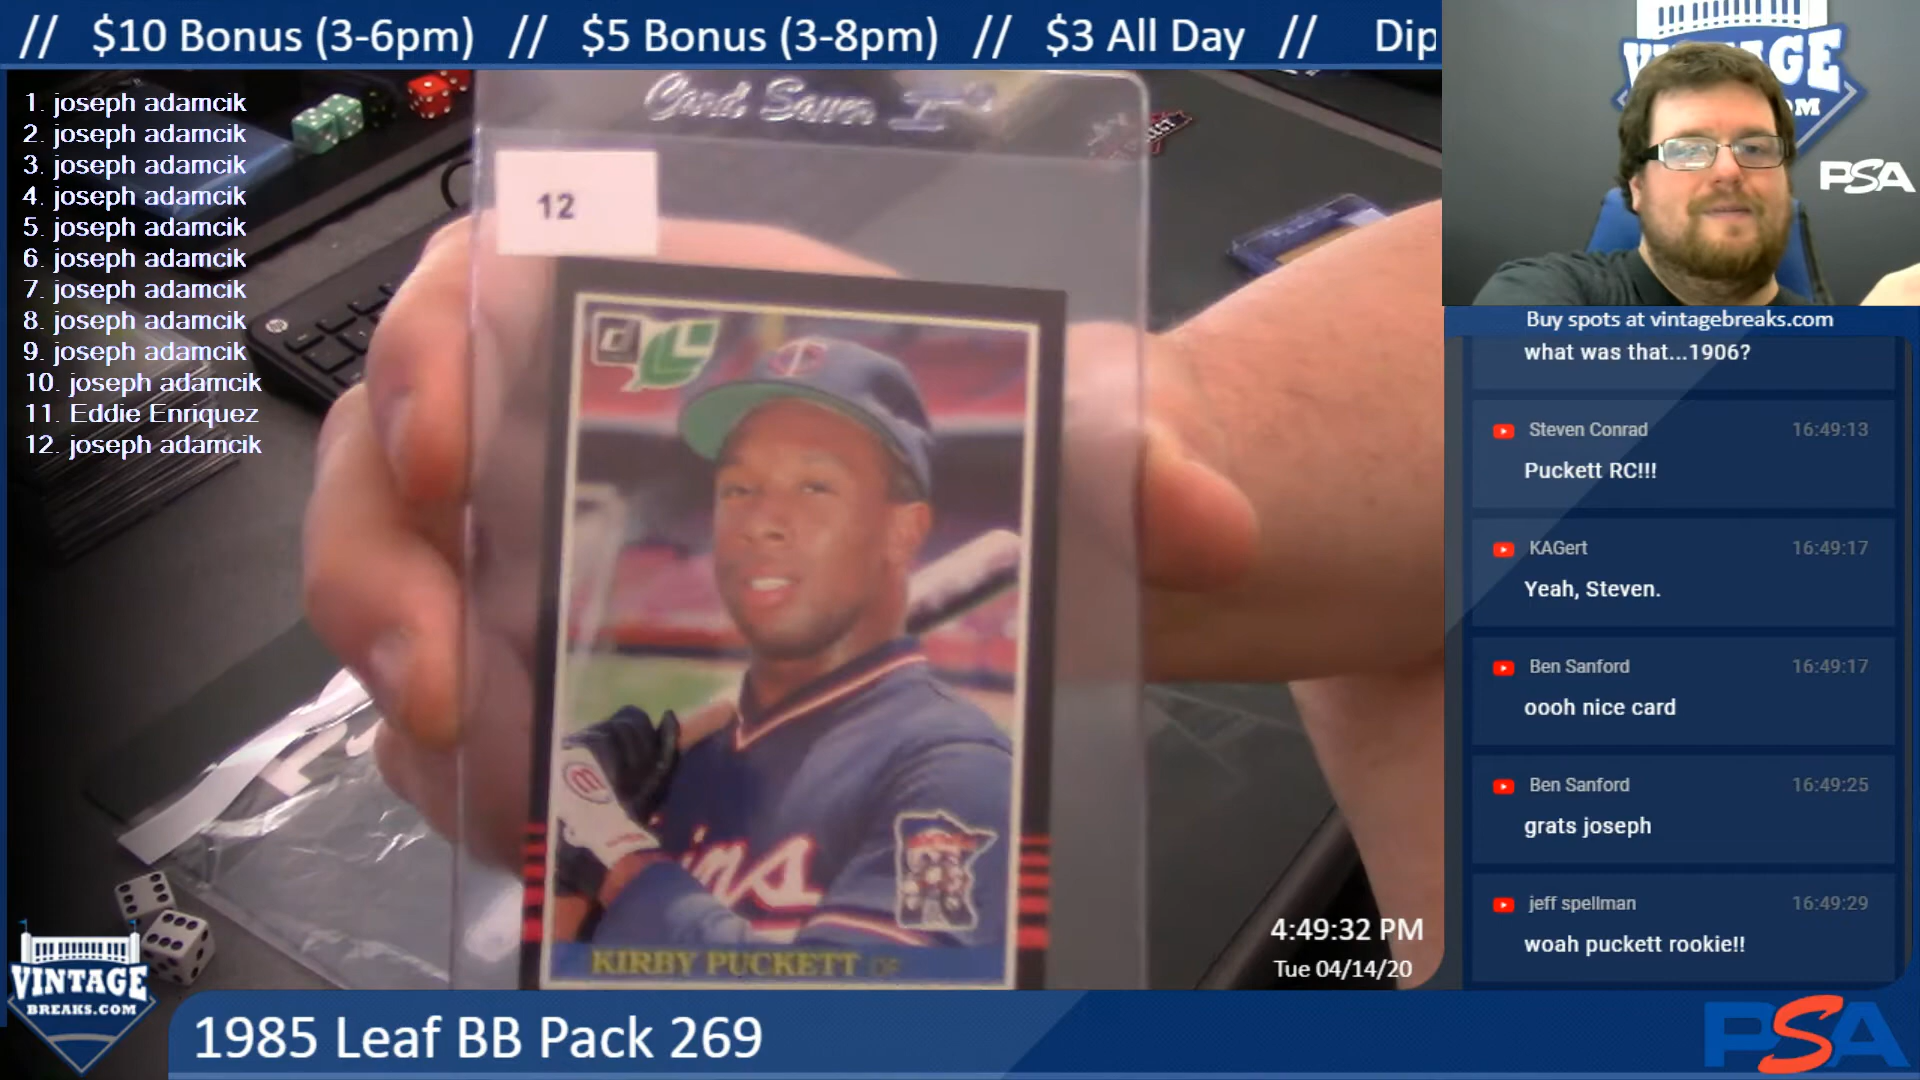 // $10 Bonus (3-6pm) // $5 Bonus (3-8pm) // $3 All Day // Dip
1. joseph adamcik
2. joseph adamcik
3. joseph adamcik
4. joseph adamcik
5. joseph adamcik
6. joseph adamcik
7. joseph adamcik
8. joseph adamcik
9. joseph adamcik
10. joseph adamcik
11. Eddie Enriquez
12. joseph adamcik
Card Saver I
12
KIRBY PUCKETT OF
ins
4:49:32 PM
Tue 04/14/20
VINTAGE
PSA
Buy spots at vintagebreaks.com
what was that...1906?
Steven Conrad 16:49:13
Puckett RC!!!
KAGert 16:49:17
Yeah, Steven.
Ben Sanford 16:49:17
oooh nice card
Ben Sanford 16:49:25
grats joseph
jeff spellman 16:49:29
woah puckett rookie!!
VINTAGE
BREAKS.COM
1985 Leaf BB Pack 269
PSA